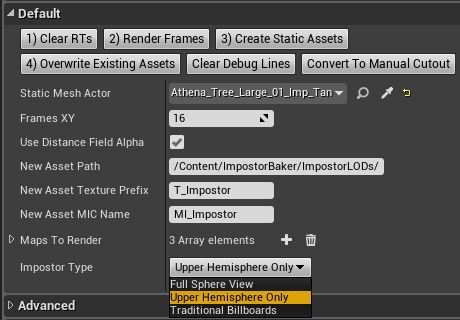 Default
1) Clear RTs 2) Render Frames 3) Create Static Assets
4) Overwrite Existing Assets Clear Debug Lines Convert To Manual Cutout
Static Mesh Actor Athena_Tree_Large_01_Imp_Tan
Frames XY 16
Use Distance Field Alpha
New Asset Path /Content/ImpostorBaker/ImpostorLODs/
New Asset Texture Prefix T_Impostor
New Asset MIC Name MI_Impostor
Maps To Render 3 Array elements
Impostor Type Upper Hemisphere Only
Full Sphere View
Upper Hemisphere Only
Traditional Billboards
Advanced